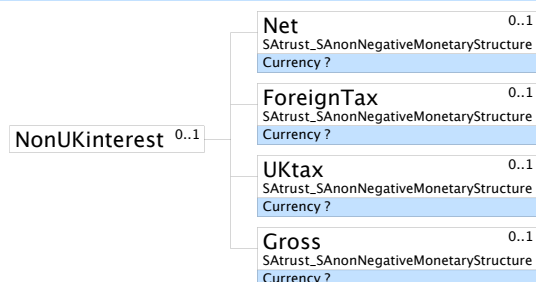 Net 0..1
SAtrust_SAnonNegativeMonetaryStructure
Currency ?
ForeignTax 0..1
SAtrust_SAnonNegativeMonetaryStructure
Currency ?
NonUKinterest 0..1
UKtax 0..1
SAtrust_SAnonNegativeMonetaryStructure
Currency ?
Gross 0..1
SAtrust_SAnonNegativeMonetaryStructure
Currency ?